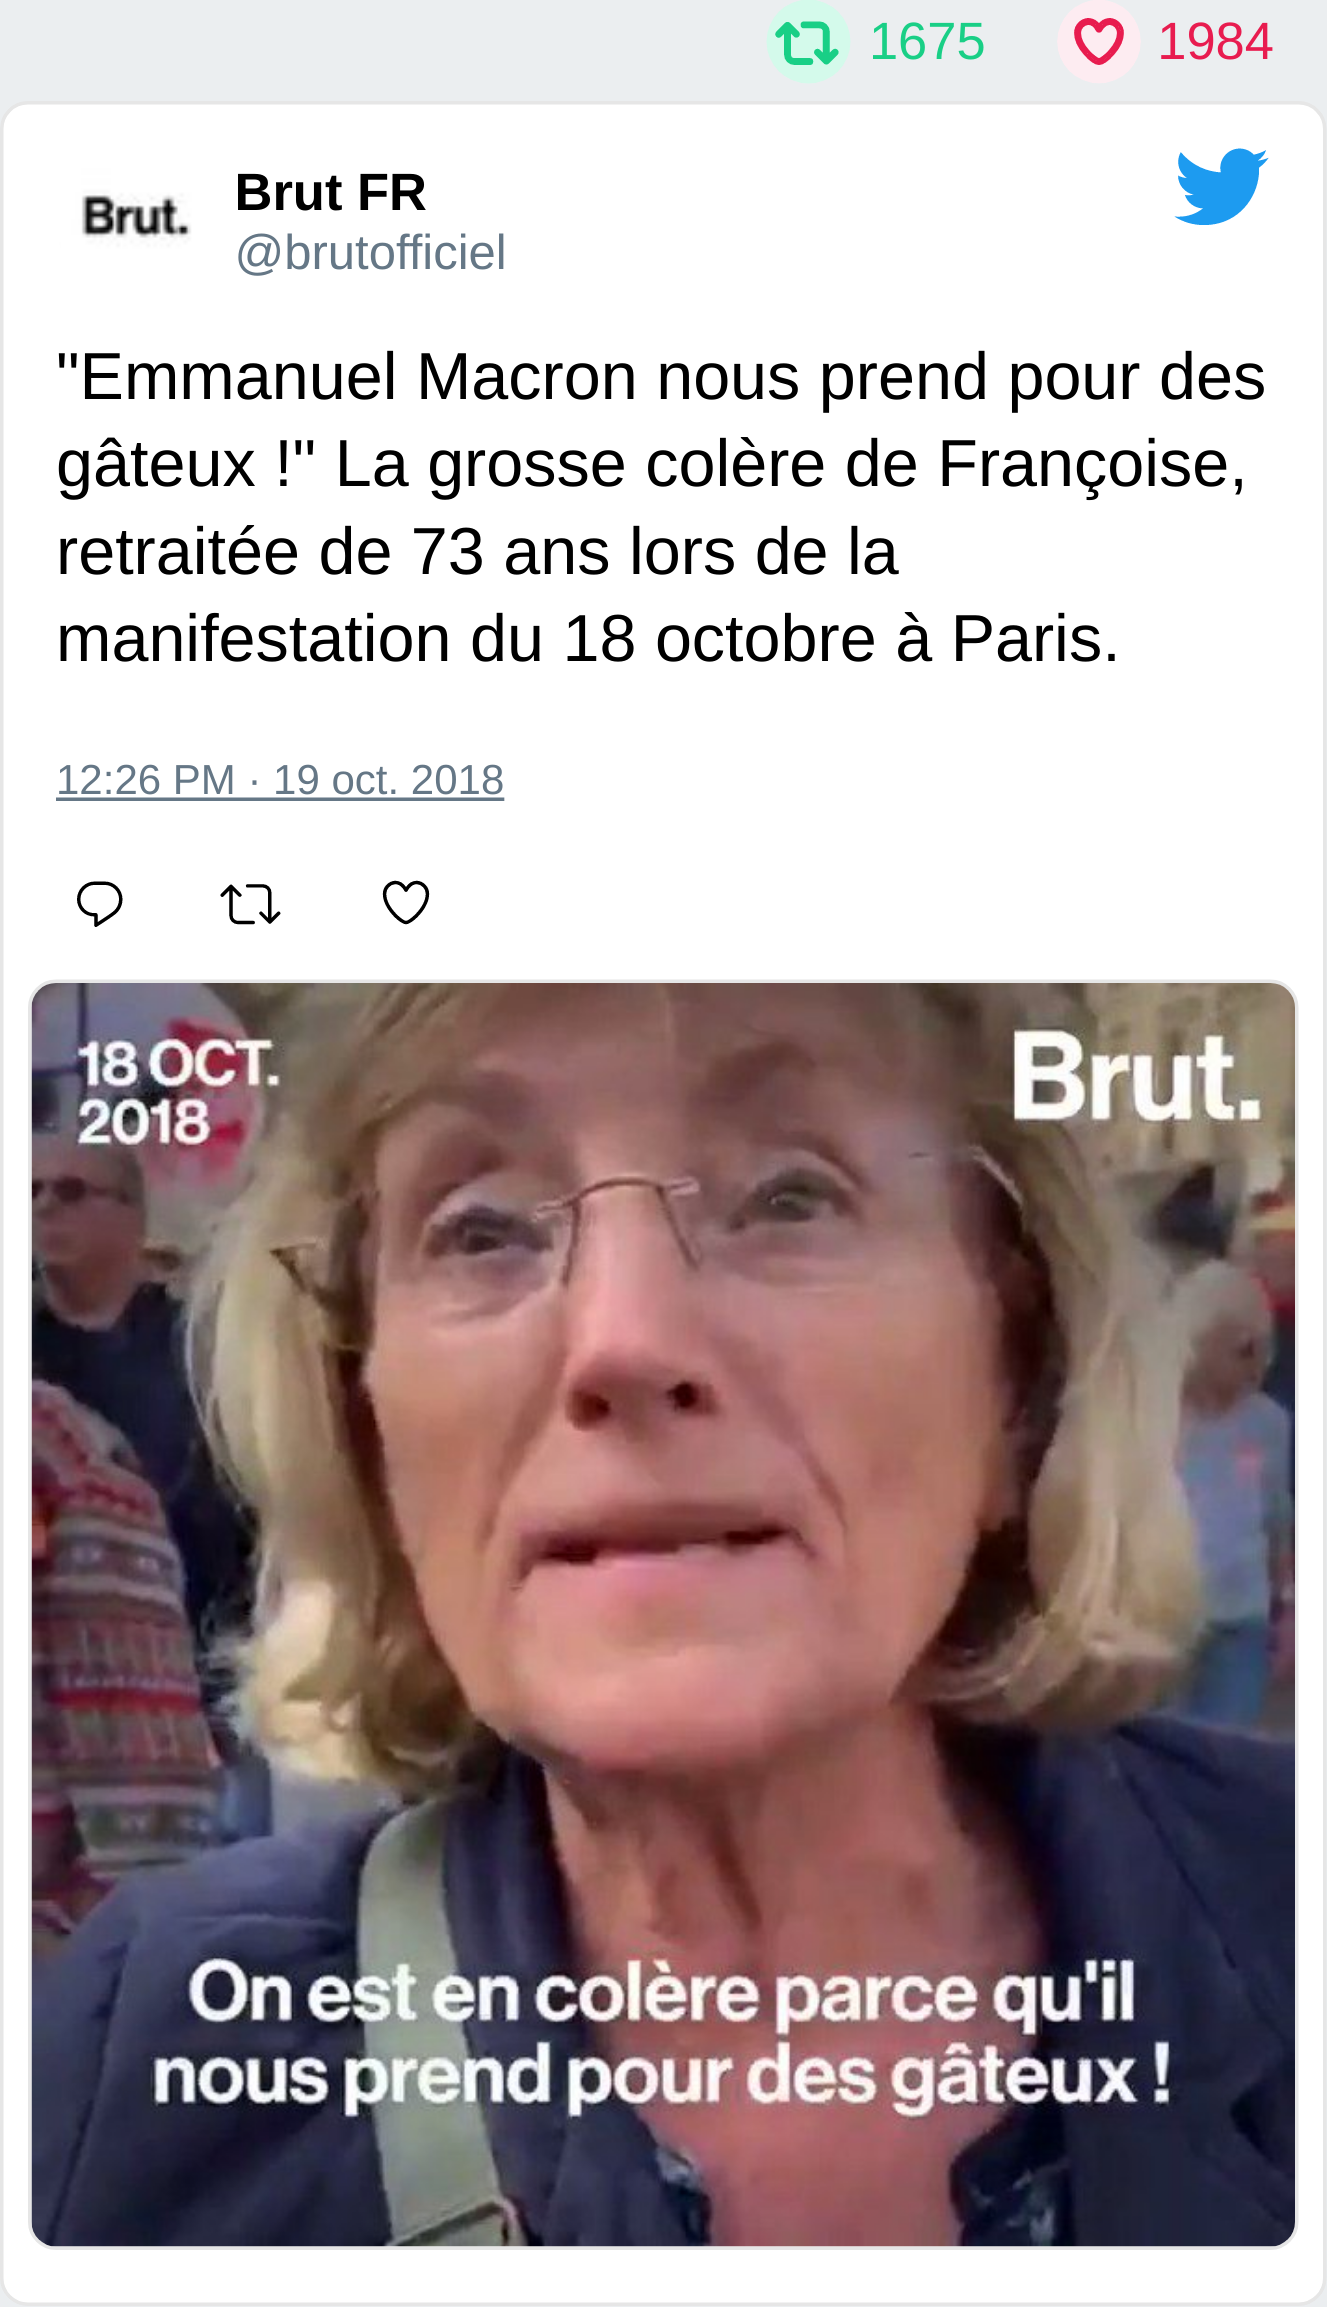 1675 1984
Brut.
Brut FR
@brutofficiel
"Emmanuel Macron nous prend pour des
gâteux !" La grosse colère de Françoise,
retraitée de 73 ans lors de la
manifestation du 18 octobre à Paris.
12:26 PM · 19 oct. 2018
18 OCT.
2018
Brut.
On est en colère parce qu'il
nous prend pour des gâteux !